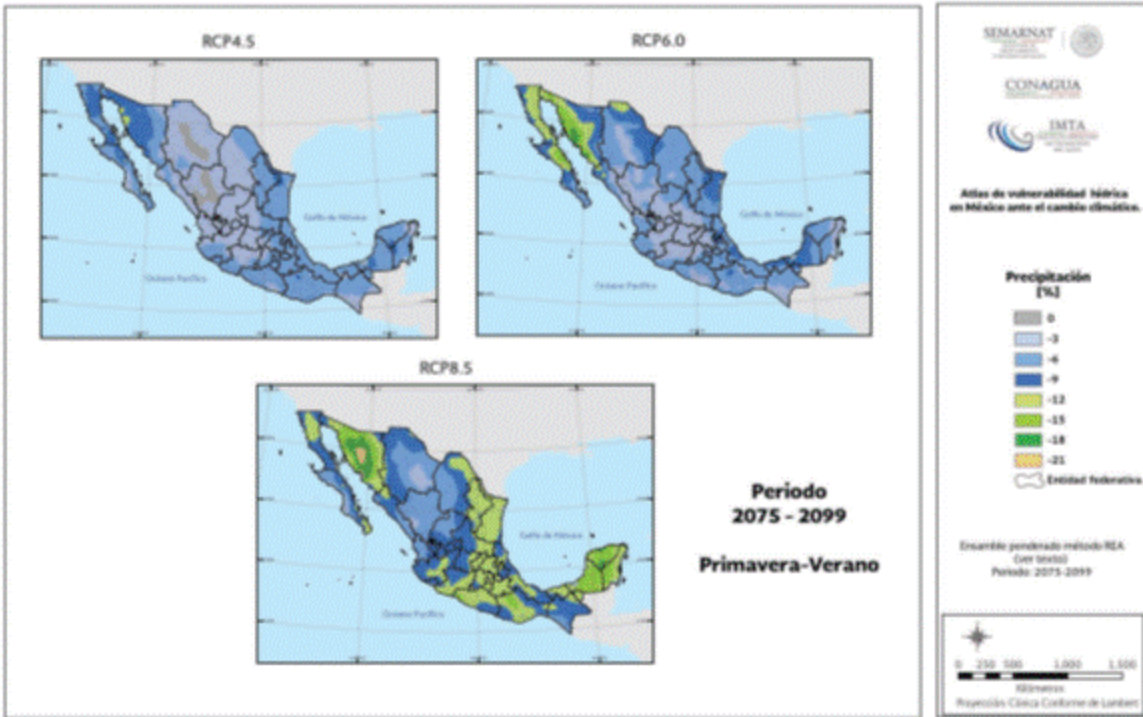 RCP4.5
RCP6.0
Golfo de México
Océano Pacífico
Golfo de México
Océano Pacífico
RCP8.5
Golfo de México
Océano Pacífico
Periodo
2075 - 2099
Primavera-Verano
SEMARNAT
CONAGUA
IMTA
Atlas de vulnerabilidad hídrica
en México ante el cambio climático.
Precipitación
[%]
0
-3
-6
-9
-12
-15
-18
-21
Entidad federativa
Ensamble ponderado método REA
(ver texto)
Periodo: 2075-2099
0 250 500 1,000 1,500
Kilómetros
Proyección: Cónica Conforme de Lambert